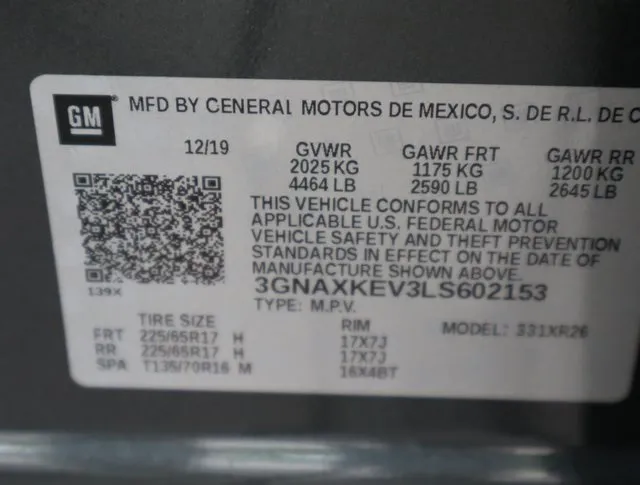 GM
MFD BY GENERAL MOTORS DE MEXICO, S. DE R.L. DE C
12/19 GVWR GAWR FRT GAWR RR
2025 KG 1175 KG 1200 KG
4464 LB 2590 LB 2645 LB
THIS VEHICLE CONFORMS TO ALL
APPLICABLE U.S. FEDERAL MOTOR
VEHICLE SAFETY AND THEFT PREVENTION
STANDARDS IN EFFECT ON THE DATE OF
MANUFACTURE SHOWN ABOVE.
139X 3GNAXKEV3LS602153
TYPE: M.P.V.
TIRE SIZE RIM MODEL: 331XR26
FRT 225/65R17 H 17X7J
RR 225/65R17 H 17X7J
SPA T135/70R16 M 16X4BT